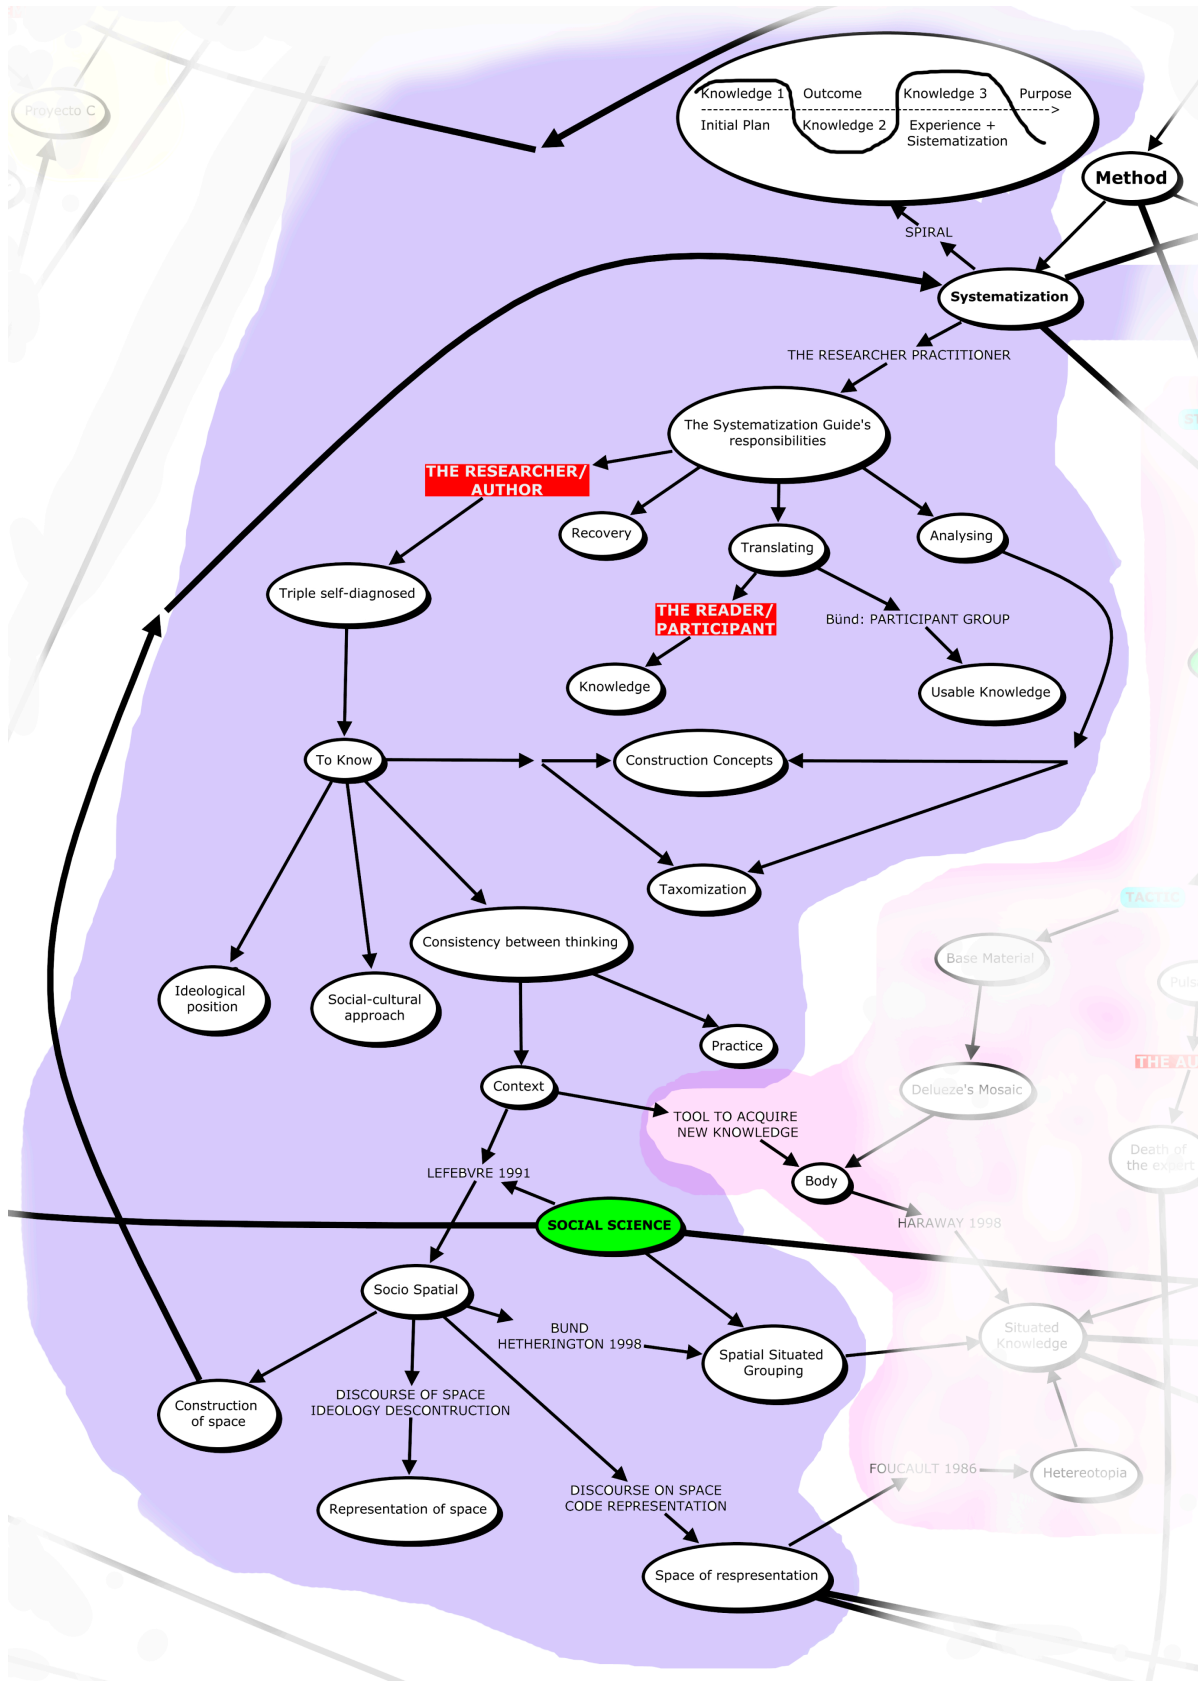 Proyecto C
Knowledge 1
Outcome
Knowledge 3
Purpose
Initial Plan
Knowledge 2
Experience +
Sistematization
Method
SPIRAL
Systematization
THE RESEARCHER PRACTITIONER
The Systematization Guide's
responsibilities
THE RESEARCHER/
AUTHOR
Recovery
Translating
Analysing
Triple self-diagnosed
THE READER/
PARTICIPANT
Bünd: PARTICIPANT GROUP
Knowledge
Usable Knowledge
To Know
Construction Concepts
Taxomization
TACTIC
Consistency between thinking
Base Material
Ideological
position
Social-cultural
approach
Practice
Context
Delueze's Mosaic
TOOL TO ACQUIRE
NEW KNOWLEDGE
Death of
the expert
LEFEBVRE 1991
Body
SOCIAL SCIENCE
HARAWAY 1998
Socio Spatial
BUND
HETHERINGTON 1998
Spatial Situated
Grouping
Situated
Knowledge
Construction
of space
DISCOURSE OF SPACE
IDEOLOGY DESCONTRUCTION
FOUCAULT 1986
Hetereotopia
Representation of space
DISCOURSE ON SPACE
CODE REPRESENTATION
Space of respresentation